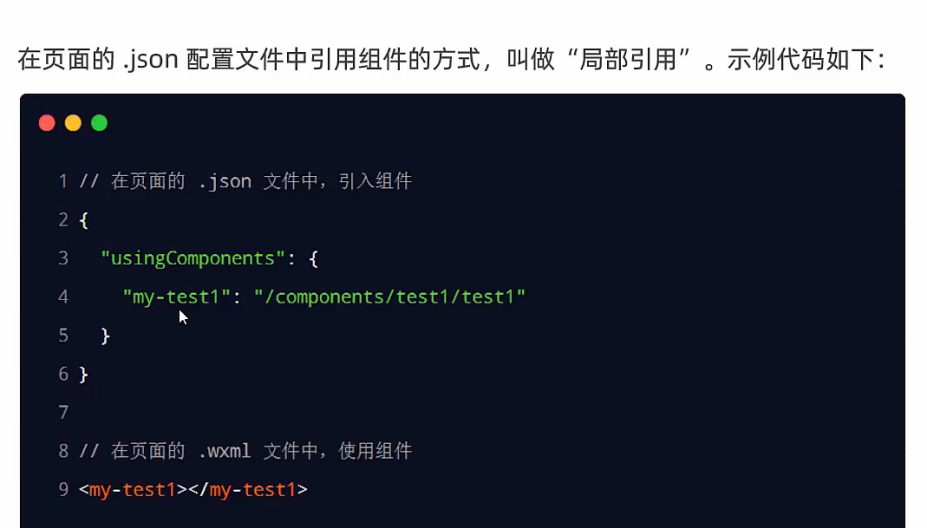 在页面的 .json 配置文件中引用组件的方式，叫做“局部引用”。示例代码如下：
1 // 在页面的 .json 文件中，引入组件
2 {
3   "usingComponents": {
4     "my-test1": "/components/test1/test1"
5   }
6 }
7
8 // 在页面的 .wxml 文件中，使用组件
9 <my-test1></my-test1>